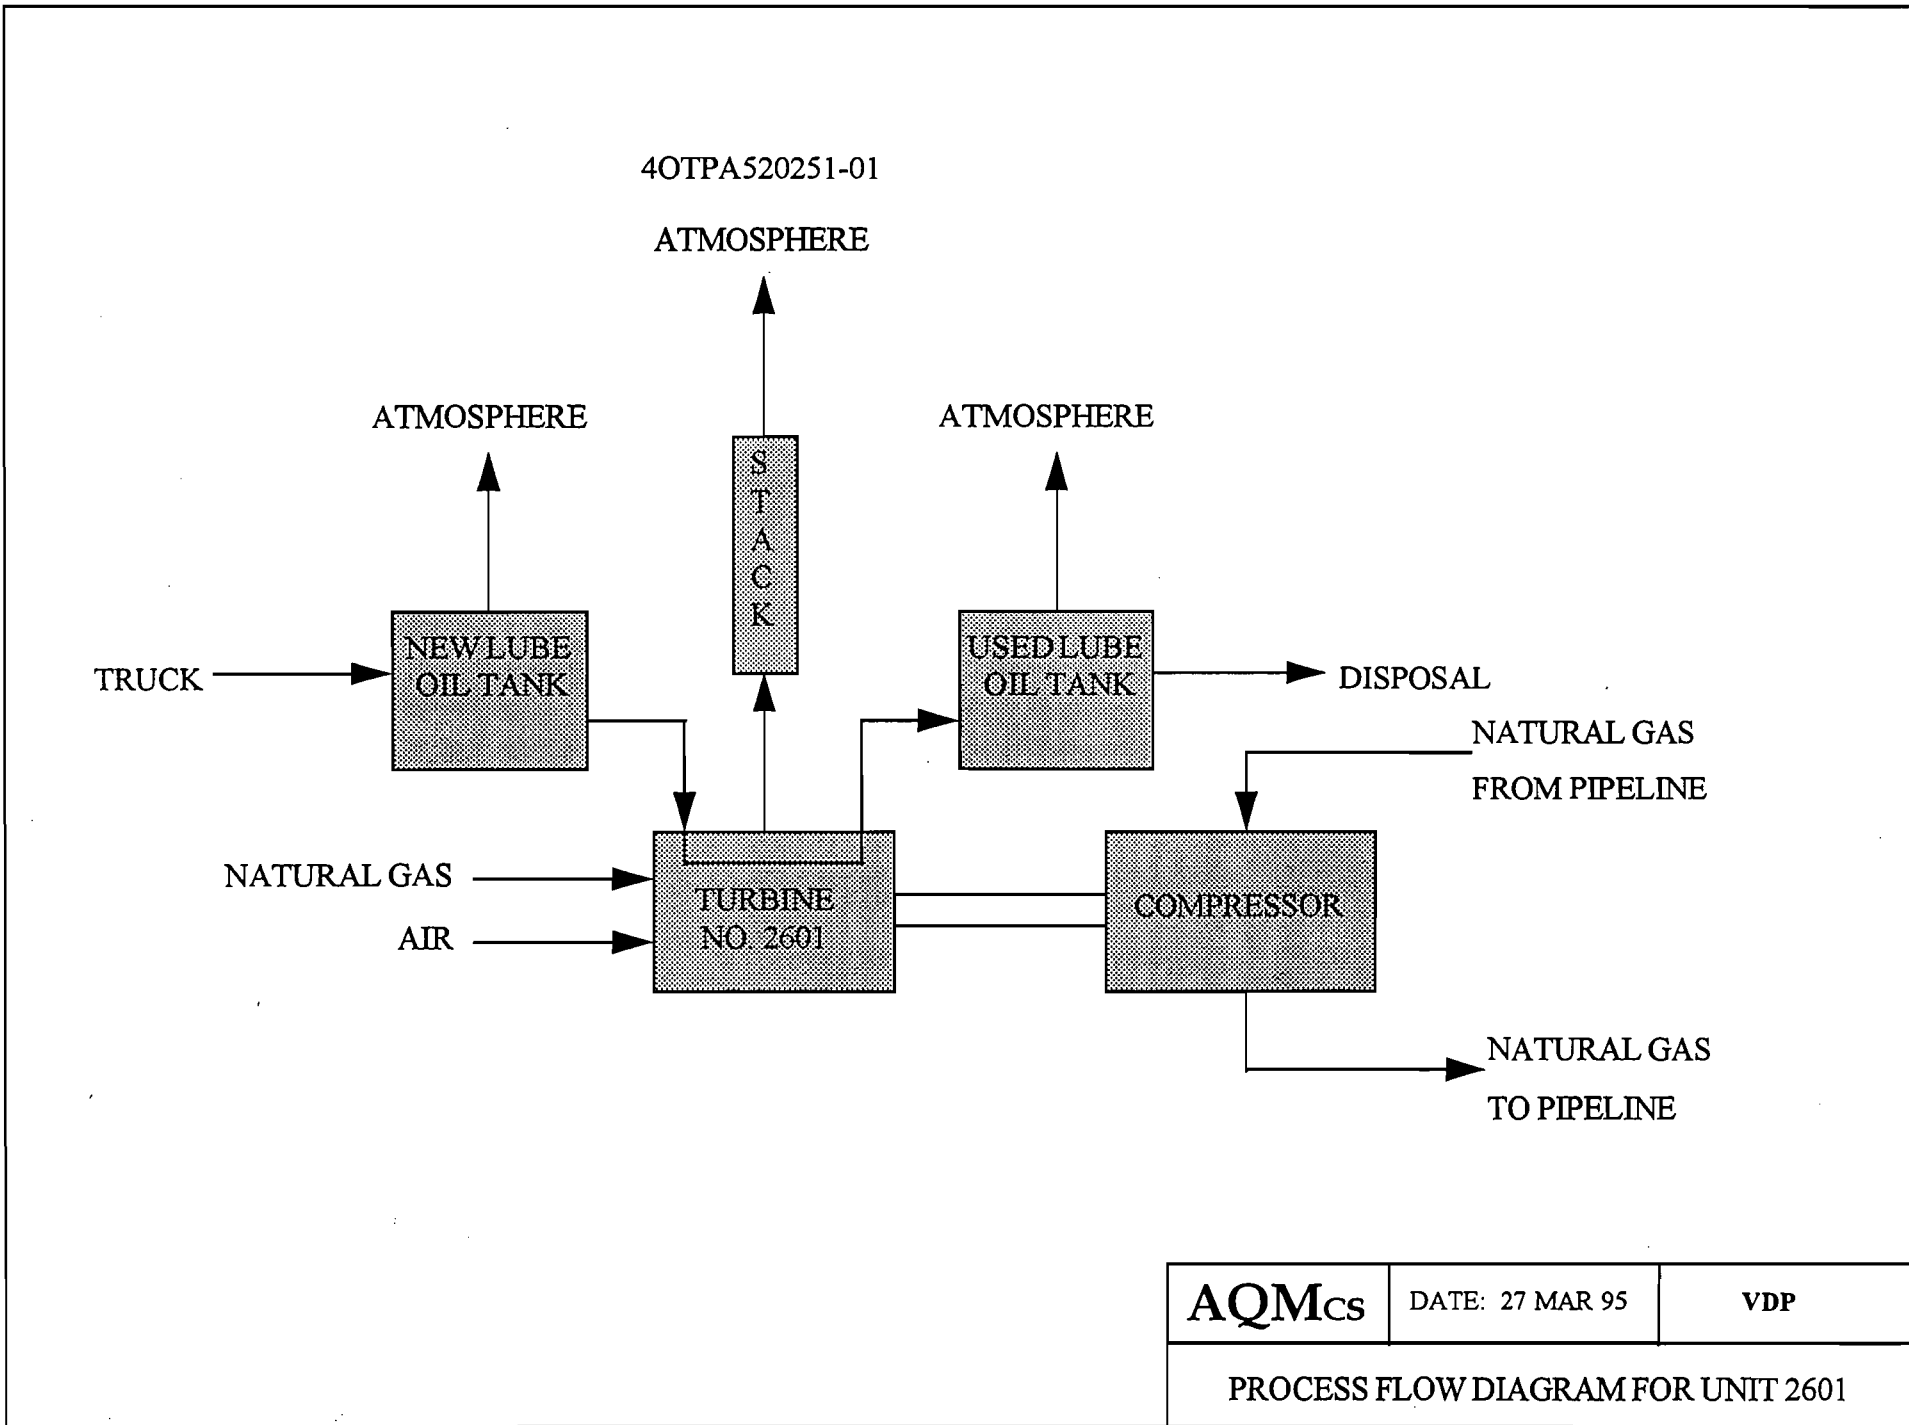 4OTPA520251-01
ATMOSPHERE
ATMOSPHERE
ATMOSPHERE
STACK
NEW LUBE
OIL TANK
USED LUBE
OIL TANK
TRUCK
DISPOSAL
NATURAL GAS
FROM PIPELINE
NATURAL GAS
AIR
TURBINE
NO. 2601
COMPRESSOR
NATURAL GAS
TO PIPELINE
AQMCS
DATE: 27 MAR 95
VDP
PROCESS FLOW DIAGRAM FOR UNIT 2601